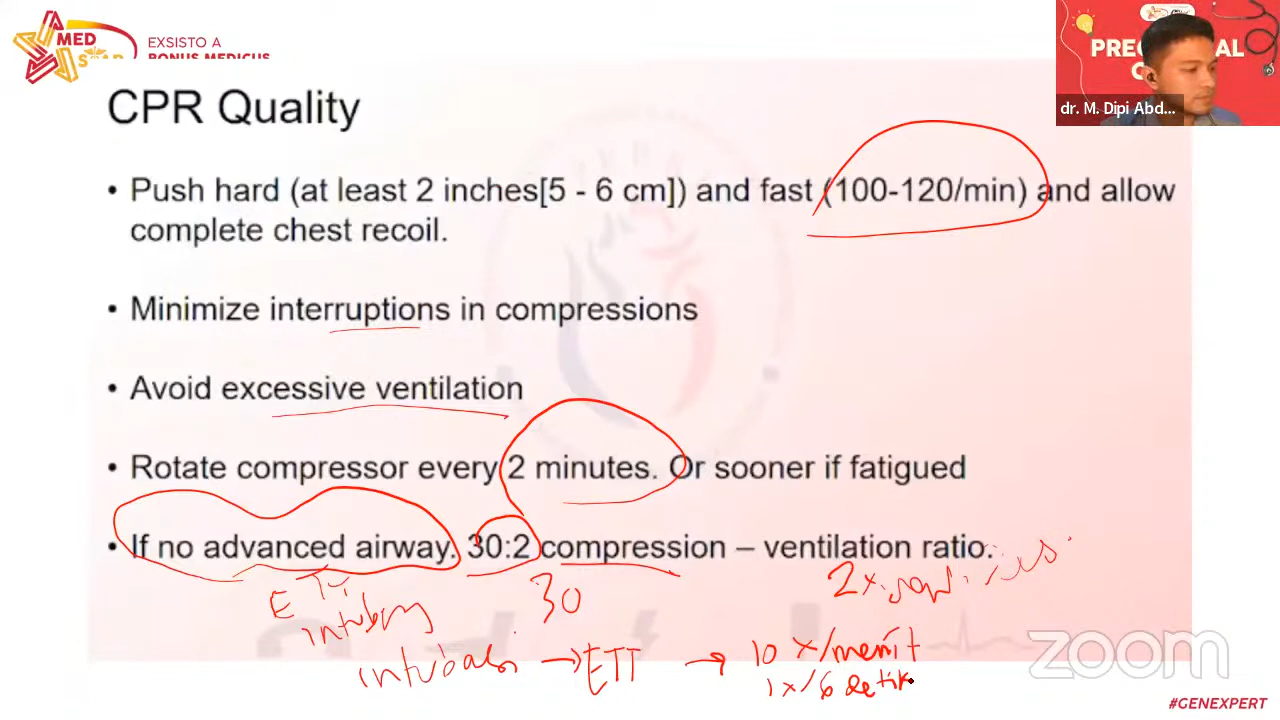 MED
STAR
EXSISTO A
BONUS MEDICUS
dr. M. Dipi Abd...
CPR Quality
• Push hard (at least 2 inches[5 - 6 cm]) and fast (100-120/min) and allow
complete chest recoil.
• Minimize interruptions in compressions
• Avoid excessive ventilation
• Rotate compressor every 2 minutes. Or sooner if fatigued
• If no advanced airway. 30:2 compression – ventilation ratio.
30
2x
intubasi → ETT → 10 x/menit
1x/6 detik
zoom
#GENEXPERT